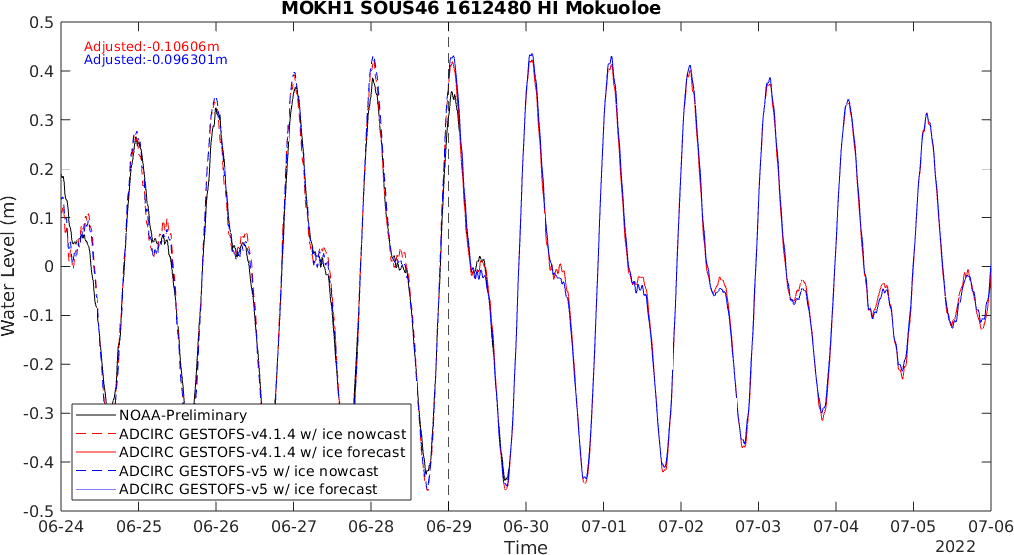 MOKH1 SOUS46 1612480 HI Mokuoloe
Adjusted:-0.10606m
Adjusted:-0.096301m
0.5
0.4
0.3
0.2
0.1
0
-0.1
-0.2
-0.3
-0.4
-0.5
Water Level (m)
NOAA-Preliminary
ADCIRC GESTOFS-v4.1.4 w/ ice nowcast
ADCIRC GESTOFS-v4.1.4 w/ ice forecast
ADCIRC GESTOFS-v5 w/ ice nowcast
ADCIRC GESTOFS-v5 w/ ice forecast
06-24 06-25 06-26 06-27 06-28 06-29 06-30 07-01 07-02 07-03 07-04 07-05 07-06
Time
2022